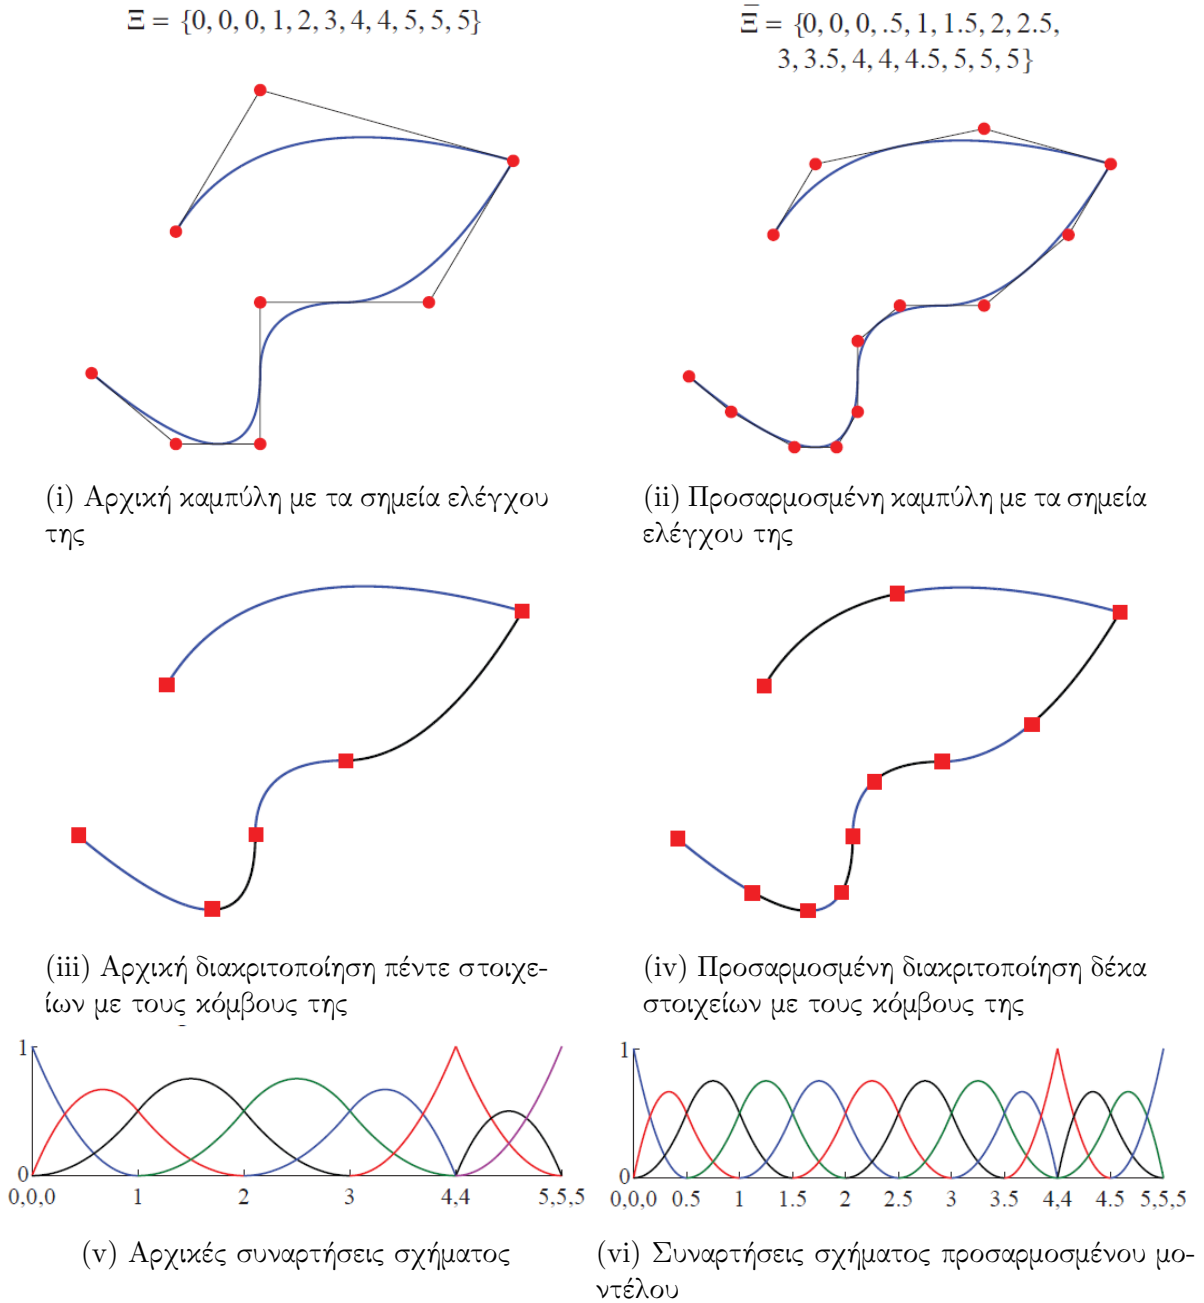 Ξ = {0, 0, 0, 1, 2, 3, 4, 4, 5, 5, 5}
Ξ̄ = {0, 0, 0, .5, 1, 1.5, 2, 2.5,
3, 3.5, 4, 4, 4.5, 5, 5, 5}
(i) Αρχική καμπύλη με τα σημεία ελέγχου
της
(ii) Προσαρμοσμένη καμπύλη με τα σημεία
ελέγχου της
(iii) Αρχική διακριτοποίηση πέντε στοιχε-
ίων με τους κόμβους της
(iv) Προσαρμοσμένη διακριτοποίηση δέκα
στοιχείων με τους κόμβους της
1
0
0,0,0 1 2 3 4,4 5,5,5
1
0
0,0,0 0.5 1 1.5 2 2.5 3 3.5 4,4 4.5 5,5,5
(v) Αρχικές συναρτήσεις σχήματος
(vi) Συναρτήσεις σχήματος προσαρμοσμένου μο-
ντέλου